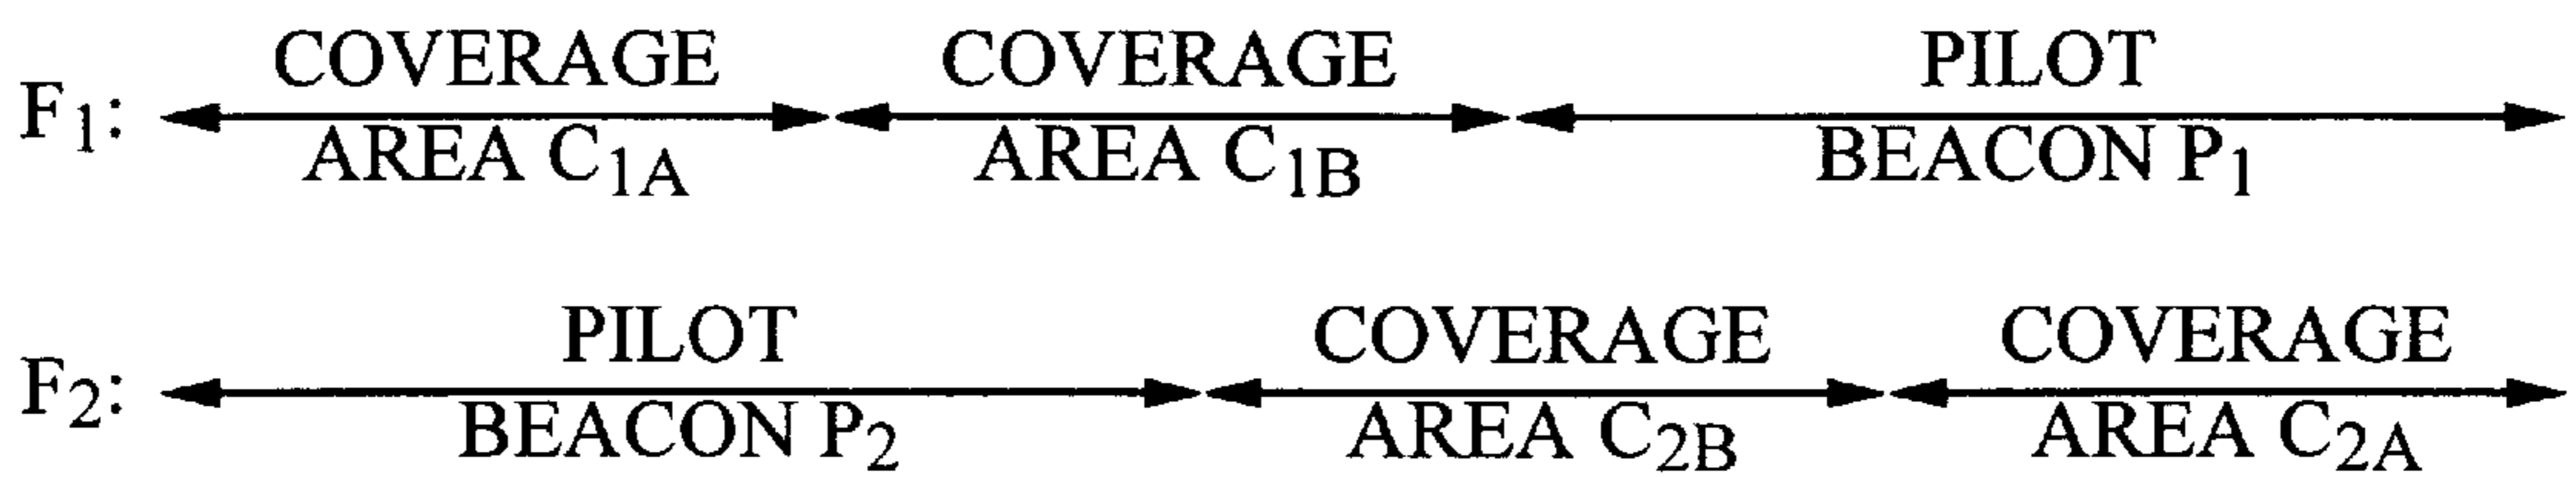 COVERAGE COVERAGE PILOT
F1:
AREA C1A AREA C1B BEACON P1
PILOT COVERAGE COVERAGE
F2:
BEACON P2 AREA C2B AREA C2A